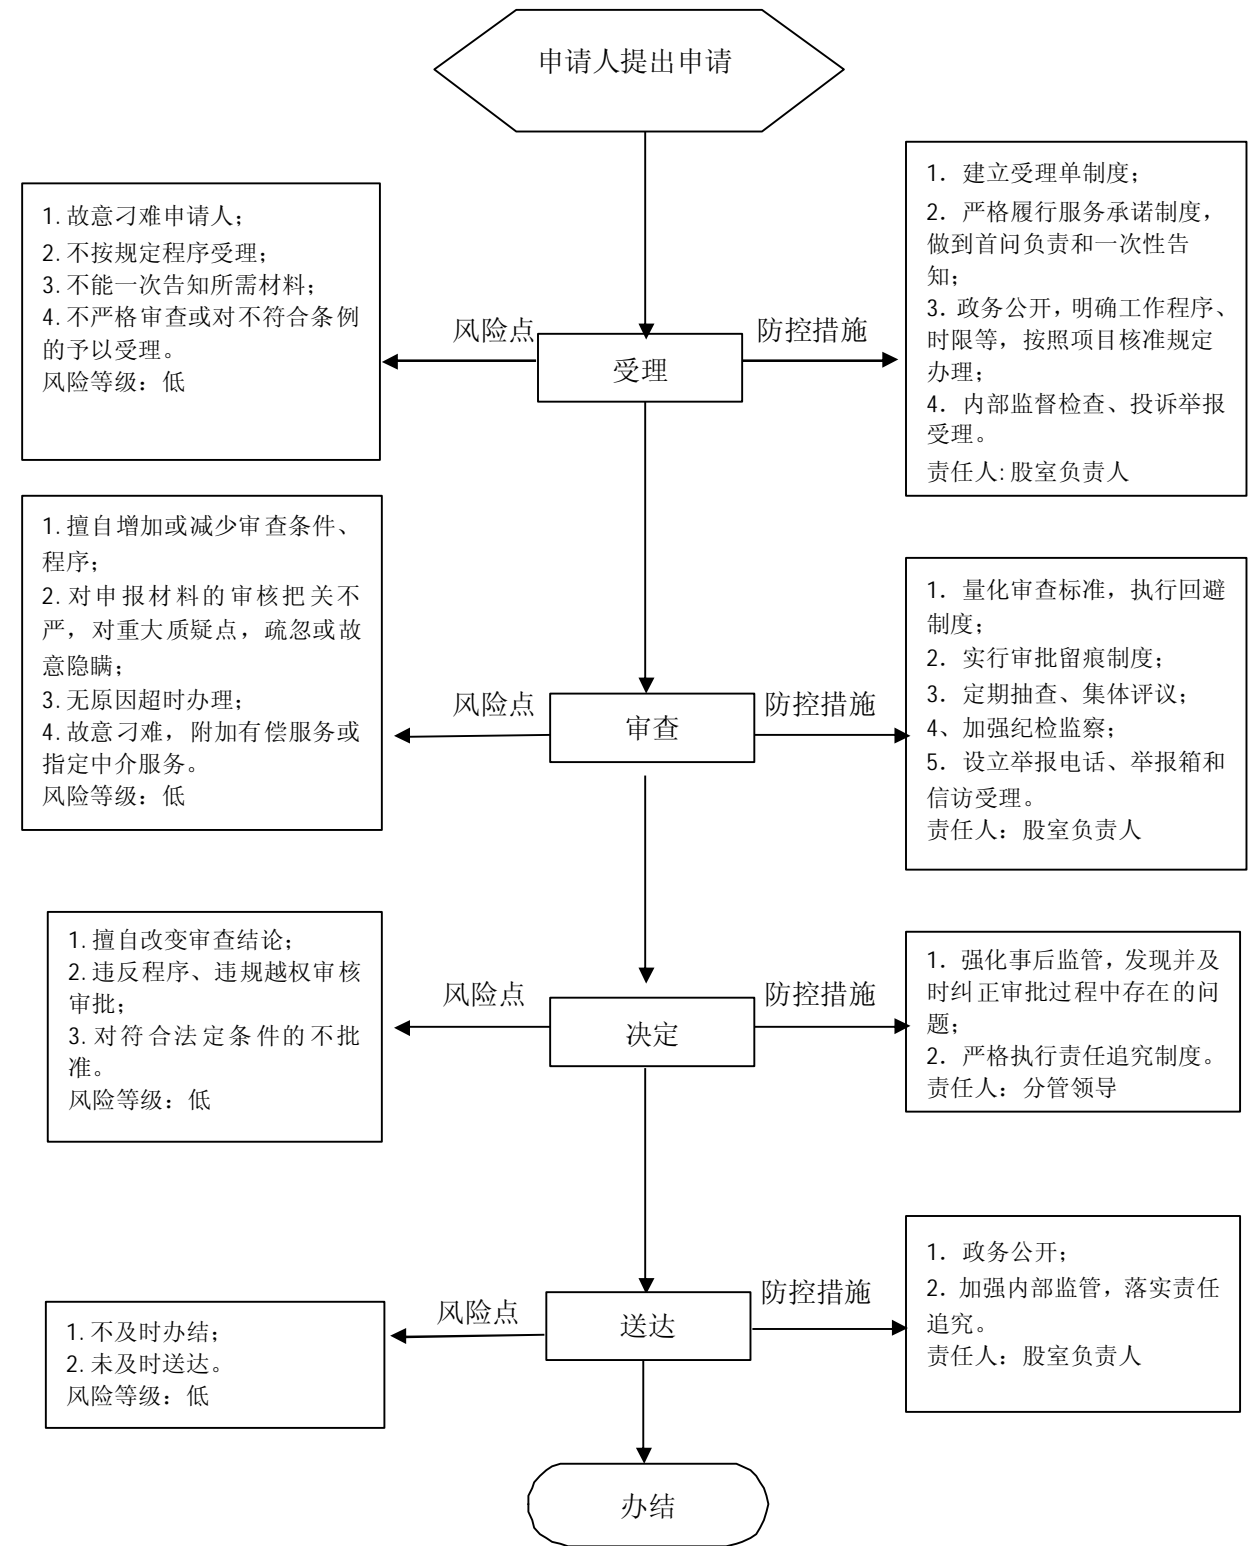 申请人提出申请
1.故意刁难申请人；
2.不按规定程序受理；
3.不能一次告知所需材料；
4.不严格审查或对不符合条例
的予以受理。
风险等级：低
风险点
受理
防控措施
1．建立受理单制度；
2．严格履行服务承诺制度，
做到首问负责和一次性告
知；
3．政务公开，明确工作程序、
时限等，按照项目核准规定
办理；
4．内部监督检查、投诉举报
受理。
责任人:股室负责人
1.擅自增加或减少审查条件、
程序；
2.对申报材料的审核把关不
严，对重大质疑点，疏忽或故
意隐瞒；
3.无原因超时办理；
4.故意刁难，附加有偿服务或
指定中介服务。
风险等级：低
风险点
审查
防控措施
1．量化审查标准，执行回避
制度；
2．实行审批留痕制度；
3．定期抽查、集体评议；
4、加强纪检监察；
5．设立举报电话、举报箱和
信访受理。
责任人：股室负责人
1.擅自改变审查结论；
2.违反程序、违规越权审核
审批；
3.对符合法定条件的不批
准。
风险等级：低
风险点
决定
防控措施
1．强化事后监管，发现并及
时纠正审批过程中存在的问
题；
2．严格执行责任追究制度。
责任人：分管领导
1.不及时办结；
2.未及时送达。
风险等级：低
风险点
送达
防控措施
1．政务公开；
2．加强内部监管，落实责任
追究。
责任人：股室负责人
办结